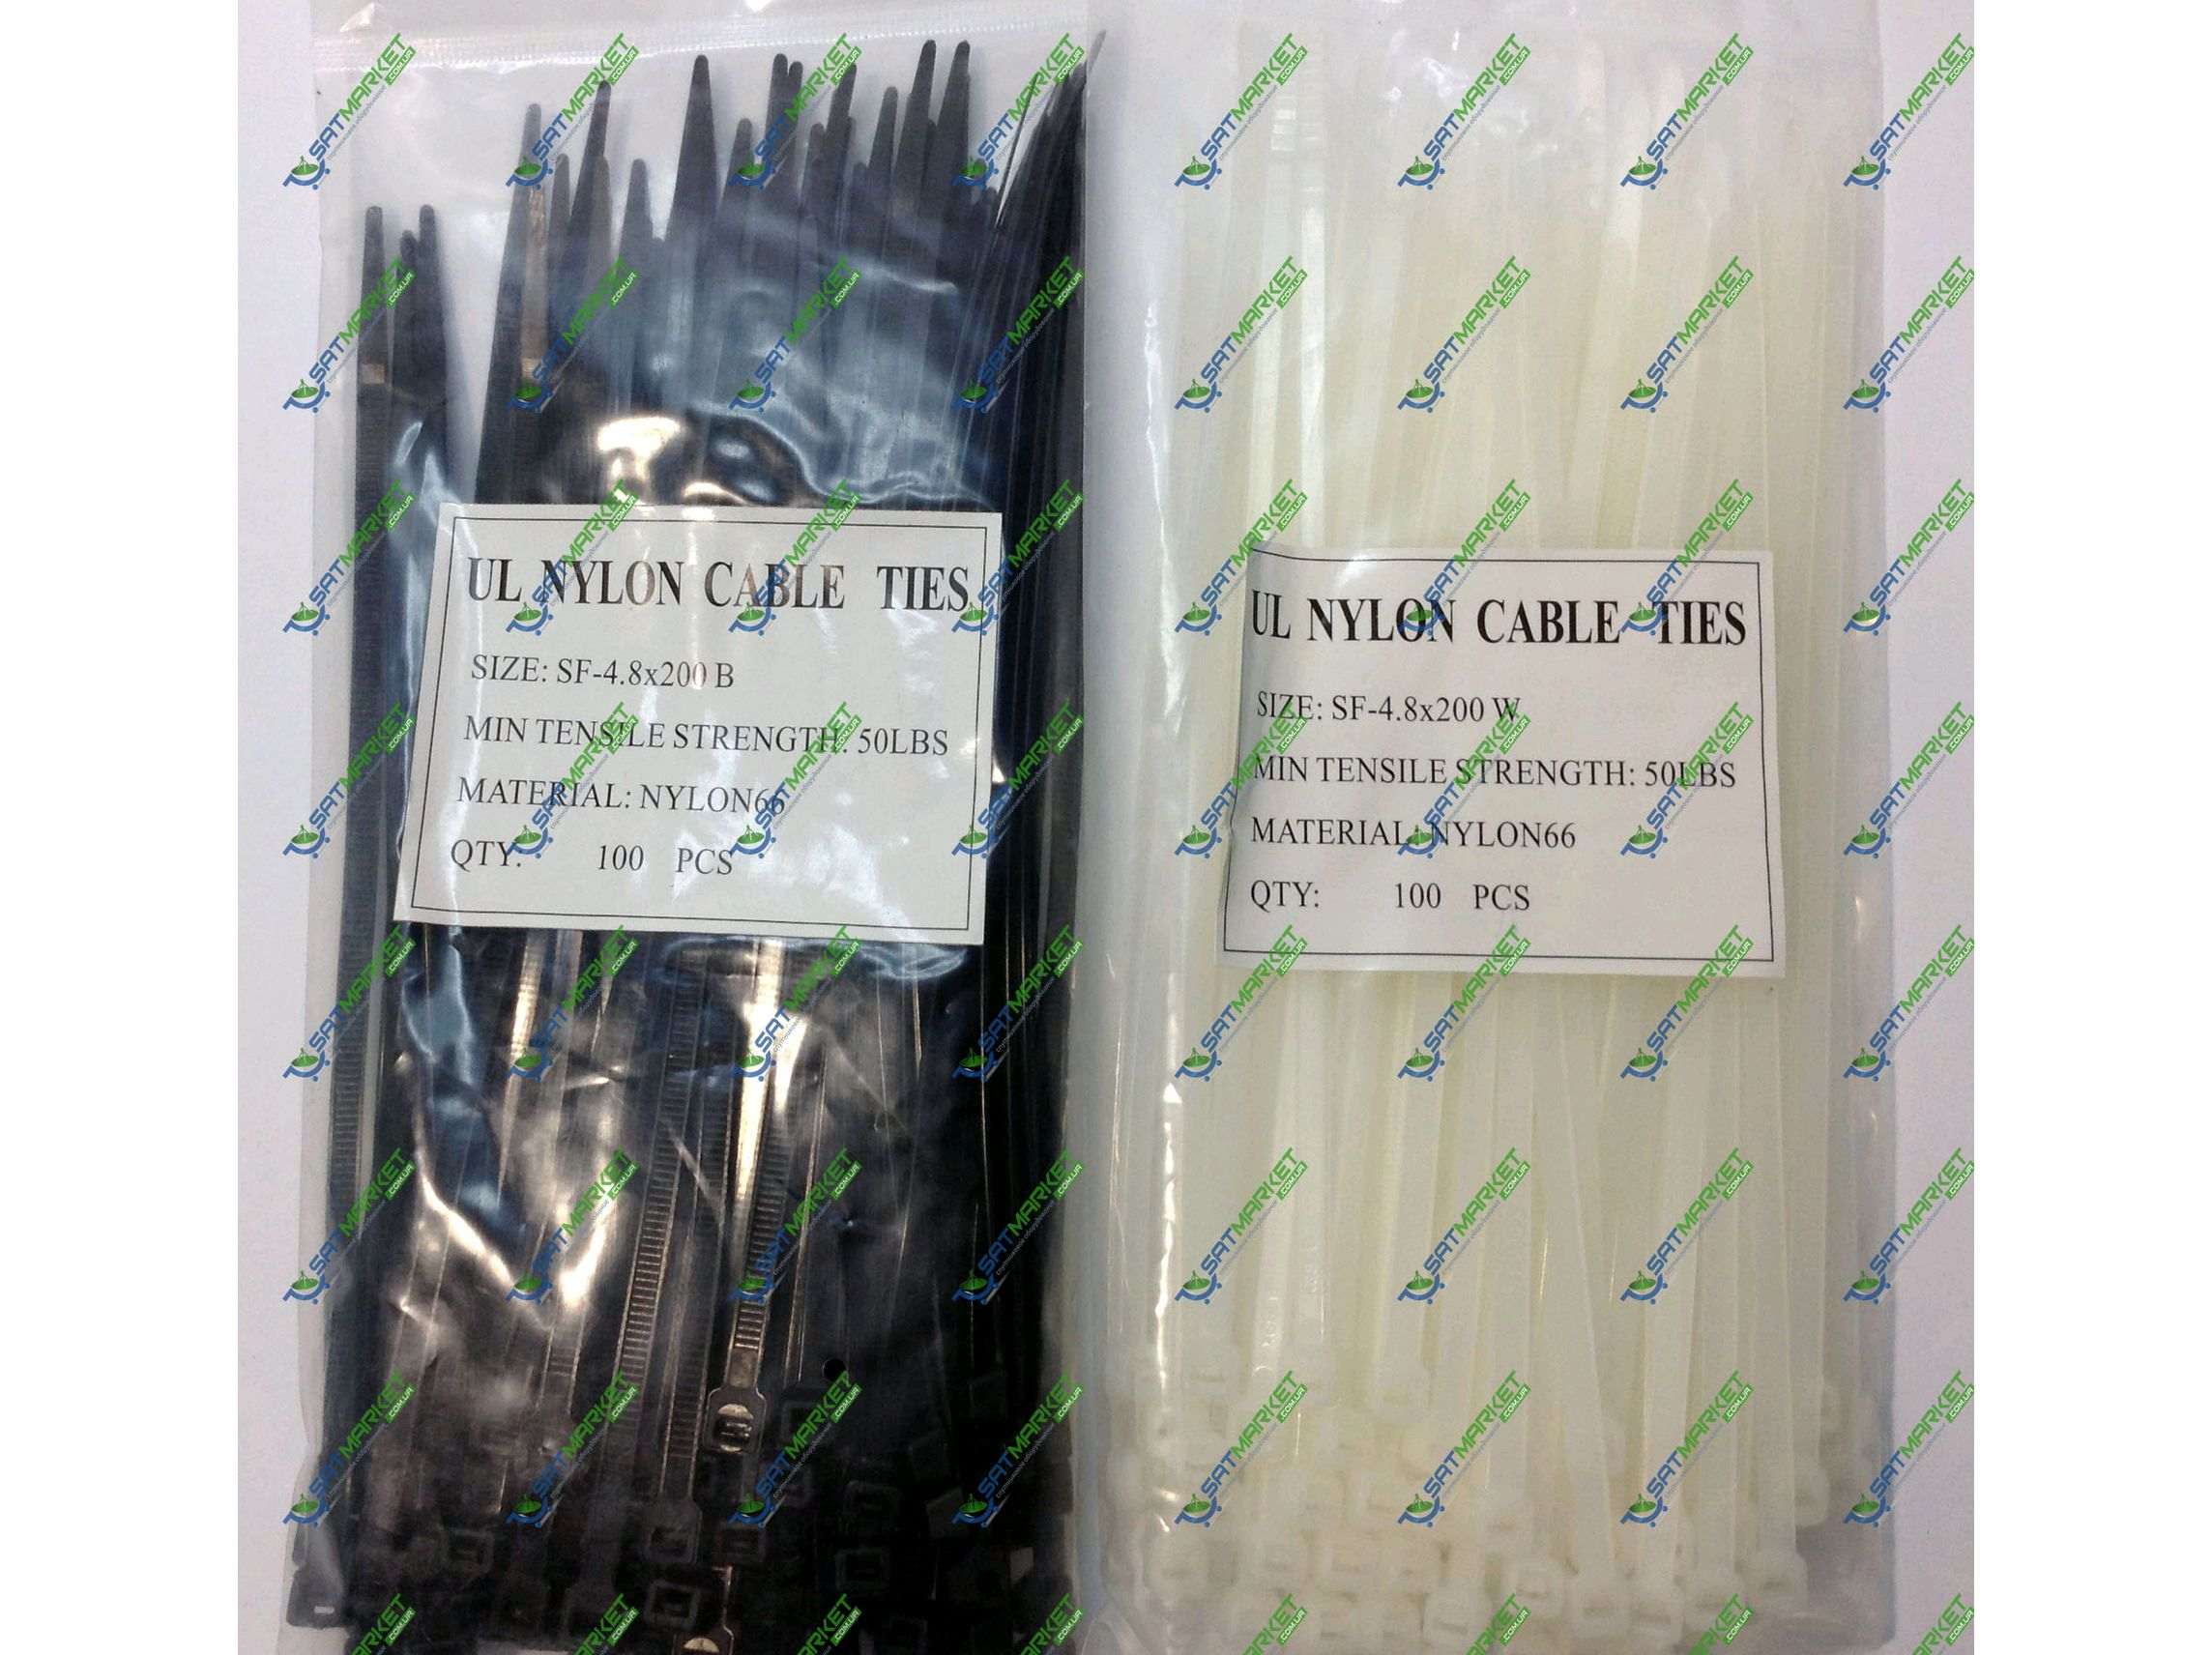 UL NYLON CABLE TIES
SIZE: SF-4.8x200 B
MIN TENSILE STRENGTH: 50LBS
MATERIAL: NYLON66
QTY: 100 PCS
UL NYLON CABLE TIES
SIZE: SF-4.8x200 W
MIN TENSILE STRENGTH: 50LBS
MATERIAL: NYLON66
QTY: 100 PCS
SATMARKET
.COM.UA